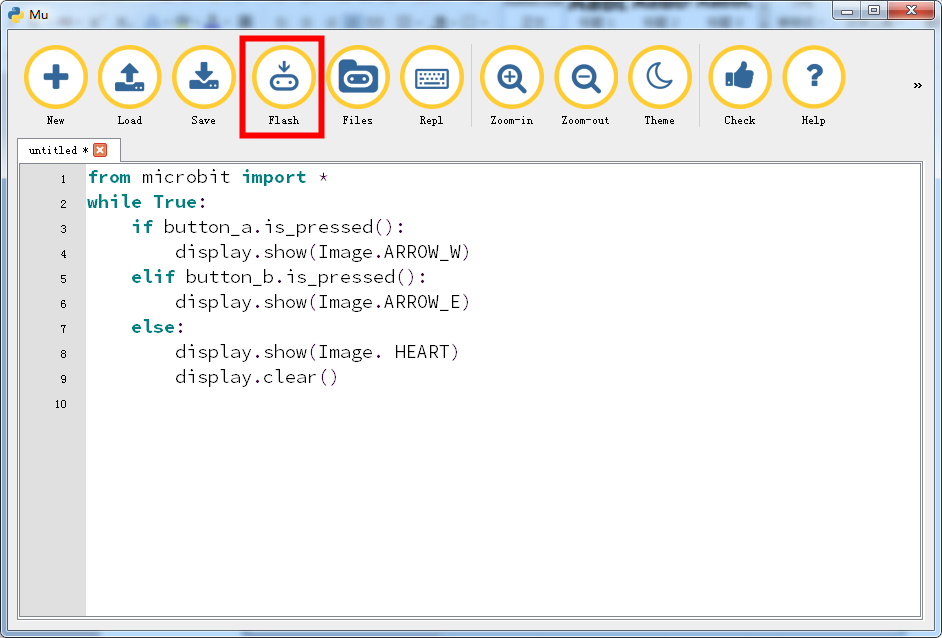 Mu
New Load Save Flash Files Repl Zoom-in Zoom-out Theme Check Help
»
untitled *
1 from microbit import *
2 while True:
3 if button_a.is_pressed():
4 display.show(Image.ARROW_W)
5 elif button_b.is_pressed():
6 display.show(Image.ARROW_E)
7 else:
8 display.show(Image. HEART)
9 display.clear()
10